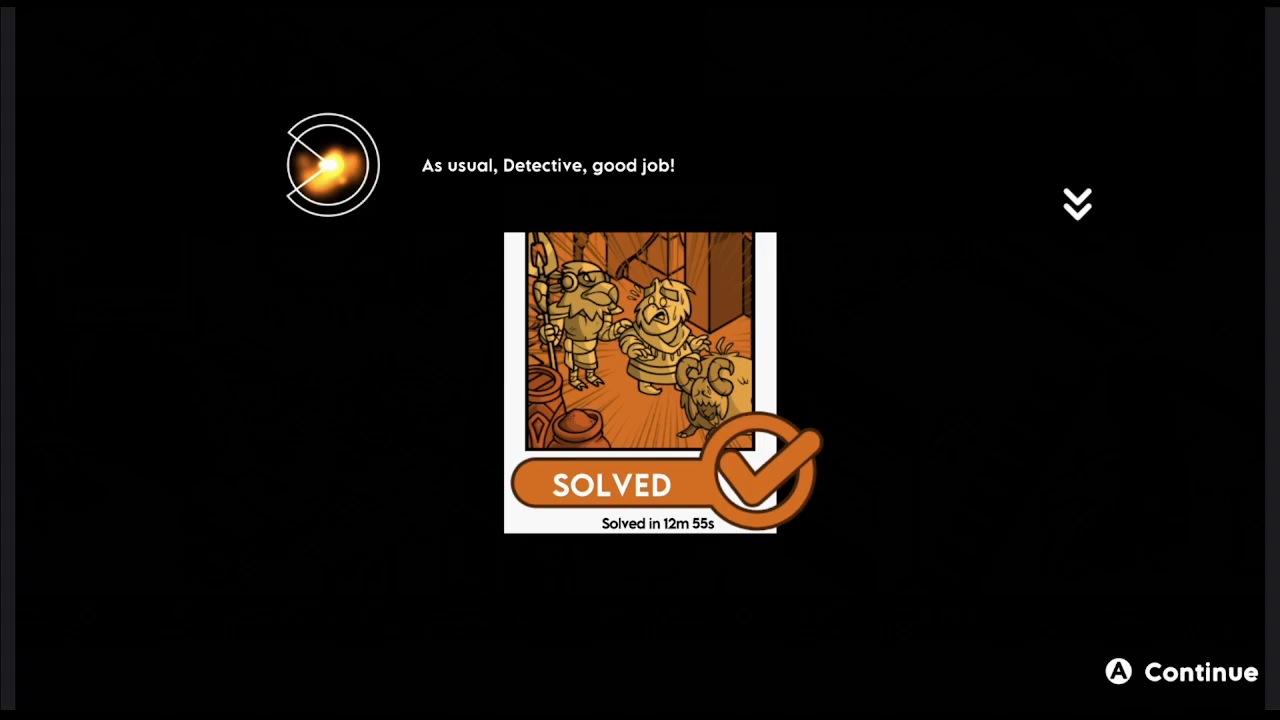 As usual, Detective, good job!
SOLVED
Solved in 12m 55s
A Continue